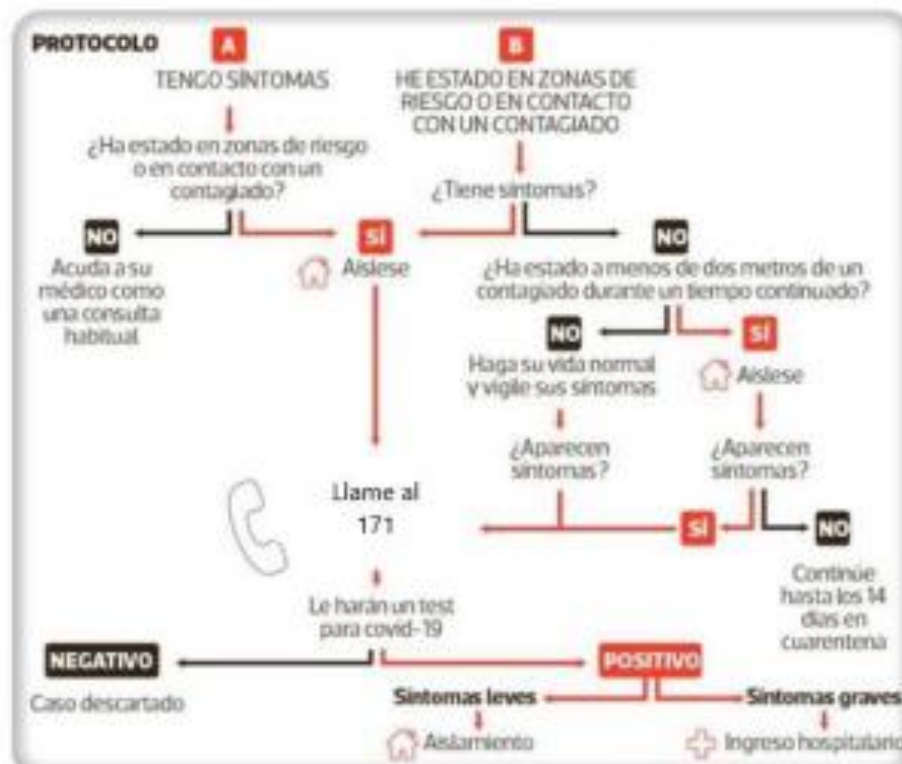 PROTOCOLO
A
TENGO SÍNTOMAS
¿Ha estado en zonas de riesgo
o en contacto con un
contagiado?
NO
Acuda a su
médico como
una consulta
habitual
SÍ
Aíslese
B
HE ESTADO EN ZONAS DE
RIESGO O EN CONTACTO
CON UN CONTAGIADO
¿Tiene síntomas?
NO
¿Ha estado a menos de dos metros de un
contagiado durante un tiempo continuado?
NO
Haga su vida normal
y vigile sus síntomas
¿Aparecen
síntomas?
SÍ
Aíslese
¿Aparecen
síntomas?
SÍ
NO
Continúe
hasta los 14
días en
cuarentena
Llame al
171
Le harán un test
para covid-19
NEGATIVO
Caso descartado
POSITIVO
Síntomas leves
Aislamiento
Síntomas graves
Ingreso hospitalario